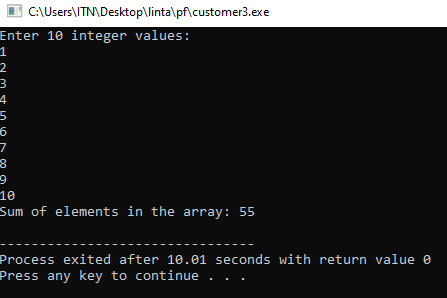 C:\Users\ITN\Desktop\linta\pf\customer3.exe
Enter 10 integer values:
1
2
3
4
5
6
7
8
9
10
Sum of elements in the array: 55
--------------------------------
Process exited after 10.01 seconds with return value 0
Press any key to continue . . .